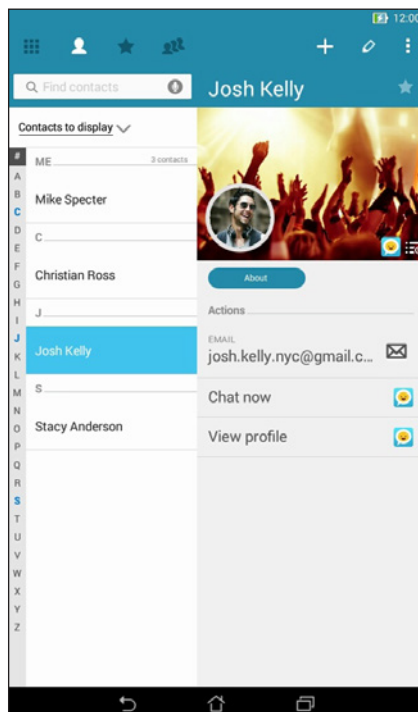 12:00
Find contacts
Josh Kelly
Contacts to display
#
A
B
C
D
E
F
G
H
I
J
K
L
M
N
O
P
Q
R
S
T
U
V
W
X
Y
Z
ME 3 contacts
Mike Specter
C
Christian Ross
J
Josh Kelly
S
Stacy Anderson
About
Actions
EMAIL
josh.kelly.nyc@gmail.c...
Chat now
View profile